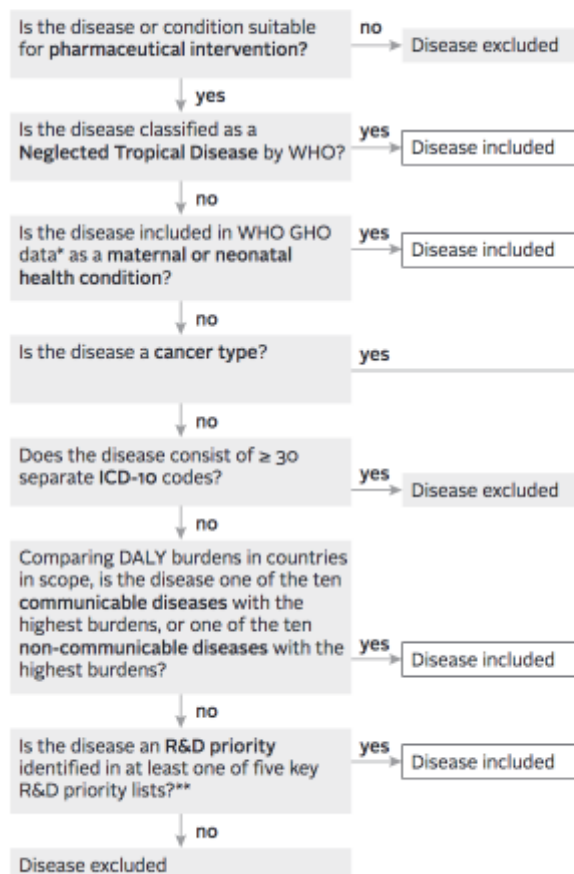 Is the disease or condition suitable
for pharmaceutical intervention?
no
Disease excluded
yes
Is the disease classified as a
Neglected Tropical Disease by WHO?
yes
Disease included
no
Is the disease included in WHO GHO
data* as a maternal or neonatal
health condition?
yes
Disease included
no
Is the disease a cancer type?
yes
no
Does the disease consist of ≥ 30
separate ICD-10 codes?
yes
Disease excluded
no
Comparing DALY burdens in countries
in scope, is the disease one of the ten
communicable diseases with the
highest burdens, or one of the ten
non-communicable diseases with the
highest burdens?
yes
Disease included
no
Is the disease an R&D priority
identified in at least one of five key
R&D priority lists?**
yes
Disease included
no
Disease excluded